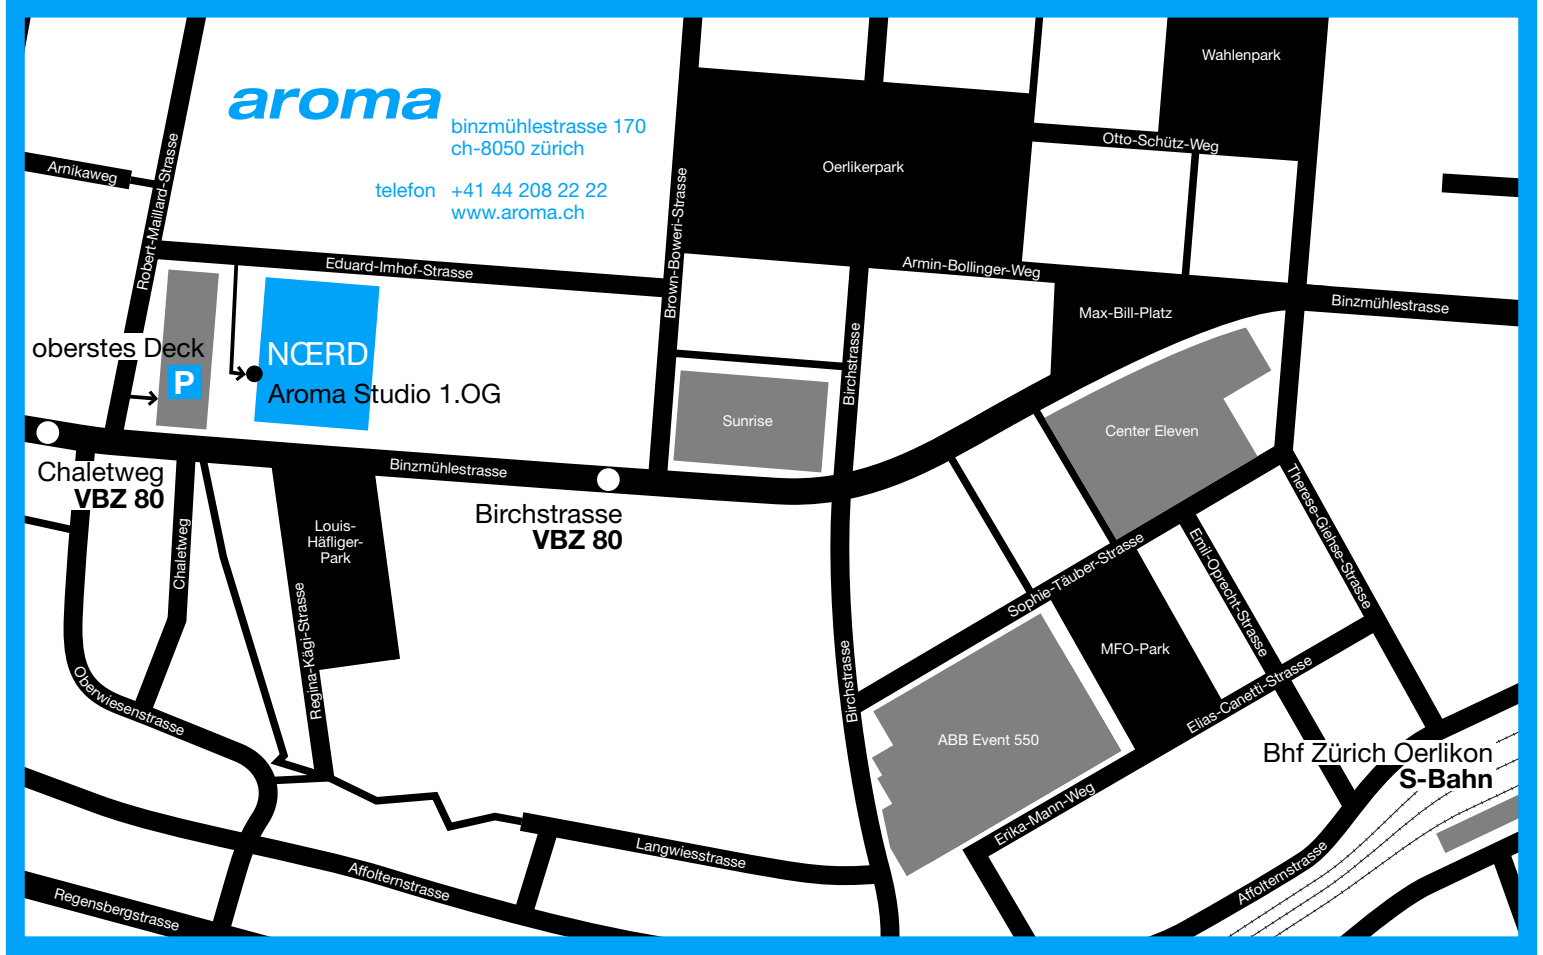 aroma
binzmühlestrasse 170
ch-8050 zürich
telefon +41 44 208 22 22
www.aroma.ch
Wahlenpark
Otto-Schütz-Weg
Oerlikerpark
Arnikaweg
Robert-Maillard-Strasse
Eduard-Imhof-Strasse
Brown-Boweri-Strasse
Armin-Bollinger-Weg
Max-Bill-Platz
Binzmühlestrasse
oberstes Deck
P
NŒRD
Aroma Studio 1.OG
Birchstrasse
Sunrise
Center Eleven
Chaletweg
VBZ 80
Binzmühlestrasse
Birchstrasse
VBZ 80
Louis-
Häfliger-
Park
Chaletweg
Regina-Kägi-Strasse
Oberwiesenstrasse
Sophie-Täuber-Strasse
Emil-Oprecht-Strasse
Therese-Giehse-Strasse
MFO-Park
Elias-Canetti-Strasse
Birchstrasse
ABB Event 550
Bhf Zürich Oerlikon
S-Bahn
Erika-Mann-Weg
Langwiesstrasse
Affolternstrasse
Affolternstrasse
Regensbergstrasse